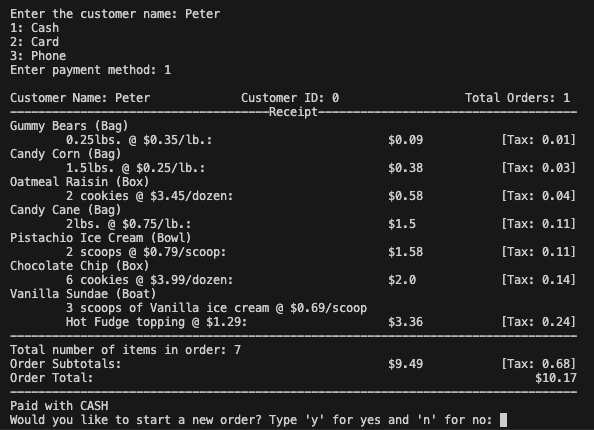 Enter the customer name: Peter
1: Cash
2: Card
3: Phone
Enter payment method: 1
Customer Name: Peter Customer ID: 0 Total Orders: 1
-------------------------------------Receipt-------------------------------------
Gummy Bears (Bag)
0.25lbs. @ $0.35/lb.: $0.09 [Tax: 0.01]
Candy Corn (Bag)
1.5lbs. @ $0.25/lb.: $0.38 [Tax: 0.03]
Oatmeal Raisin (Box)
2 cookies @ $3.45/dozen: $0.58 [Tax: 0.04]
Candy Cane (Bag)
2lbs. @ $0.75/lb.: $1.5 [Tax: 0.11]
Pistachio Ice Cream (Bowl)
2 scoops @ $0.79/scoop: $1.58 [Tax: 0.11]
Chocolate Chip (Box)
6 cookies @ $3.99/dozen: $2.0 [Tax: 0.14]
Vanilla Sundae (Boat)
3 scoops of Vanilla ice cream @ $0.69/scoop
Hot Fudge topping @ $1.29: $3.36 [Tax: 0.24]
---------------------------------------------------------------------------------
Total number of items in order: 7
Order Subtotals: $9.49 [Tax: 0.68]
Order Total: $10.17
---------------------------------------------------------------------------------
Paid with CASH
Would you like to start a new order? Type 'y' for yes and 'n' for no: